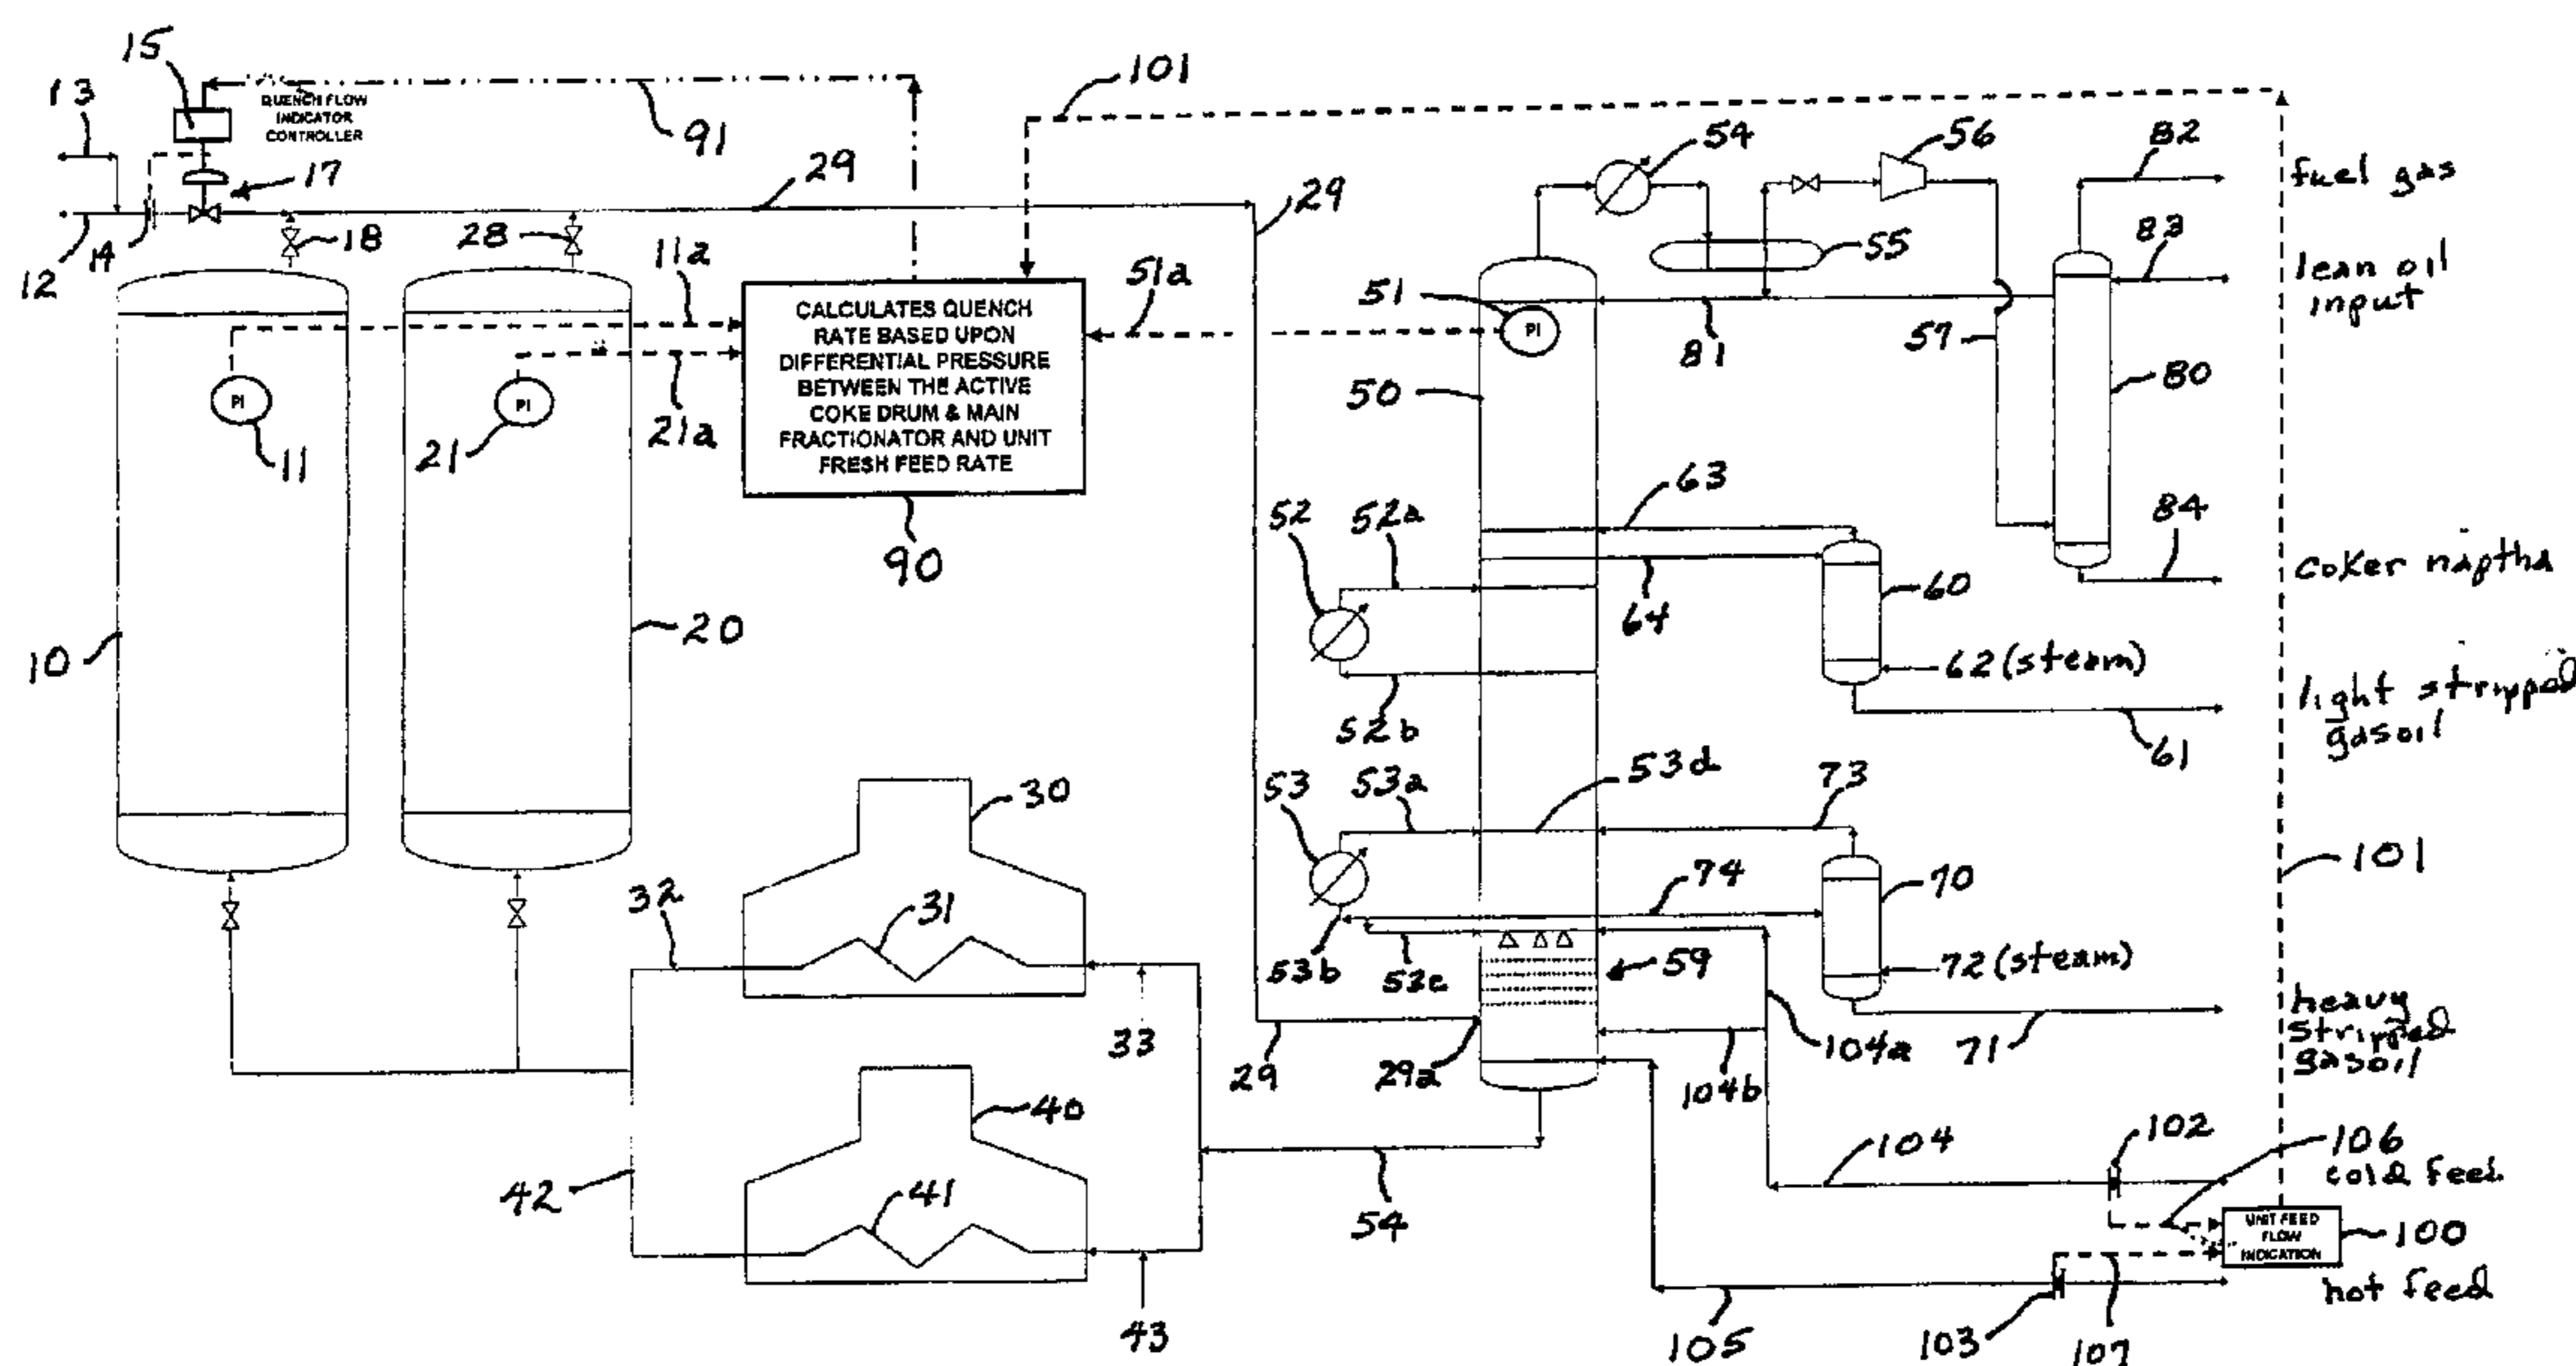 15
13
QUENCH FLOW
INDICATOR
CONTROLLER
91
101
17
29
29
12
14
18
28
11a
51a
51
54
56
82
fuel gas
83
lean oil
input
55
57
81
80
PI
11
PI
21
21a
CALCULATES QUENCH
RATE BASED UPON
DIFFERENTIAL PRESSURE
BETWEEN THE ACTIVE
COKE DRUM & MAIN
FRACTIONATOR AND UNIT
FRESH FEED RATE
90
PI
50
63
52
52a
64
60
84
coker naptha
10
20
52b
62 (steam)
light stripped
gasoil
61
30
53
53a
53d
73
101
32
31
74
70
53b
53c
59
72 (steam)
33
29
29a
104b
104a
71
heavy
stripped
gasoil
40
42
41
54
104
102
106
cold feed
UNIT FEED
FLOW
INDICATION
100
43
105
103
107
hot feed